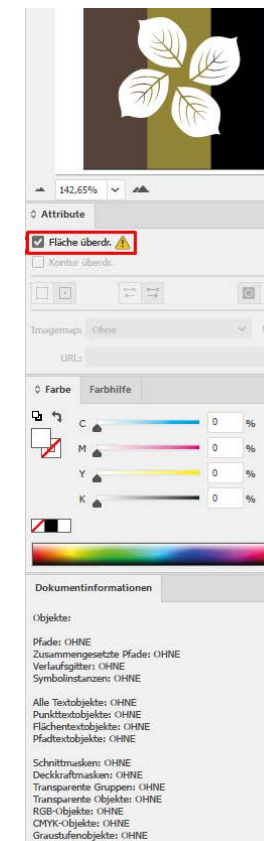 142,65%
Attribute
Fläche überdr.
Kontur überdr.
Imagemap: Ohne
URL:
Farbe Farbhilfe
C 0 %
M 0 %
Y 0 %
K 0 %
Dokumentinformationen
Objekte:
Pfade: OHNE
Zusammengesetzte Pfade: OHNE
Verlaufsgitter: OHNE
Symbolinstanzen: OHNE
Alle Textobjekte: OHNE
Punkttextobjekte: OHNE
Flächentextobjekte: OHNE
Pfadtextobjekte: OHNE
Schnittmasken: OHNE
Deckkraftmasken: OHNE
Transparente Gruppen: OHNE
Transparente Objekte: OHNE
RGB-Objekte: OHNE
CMYK-Objekte: OHNE
Graustufenobjekte: OHNE